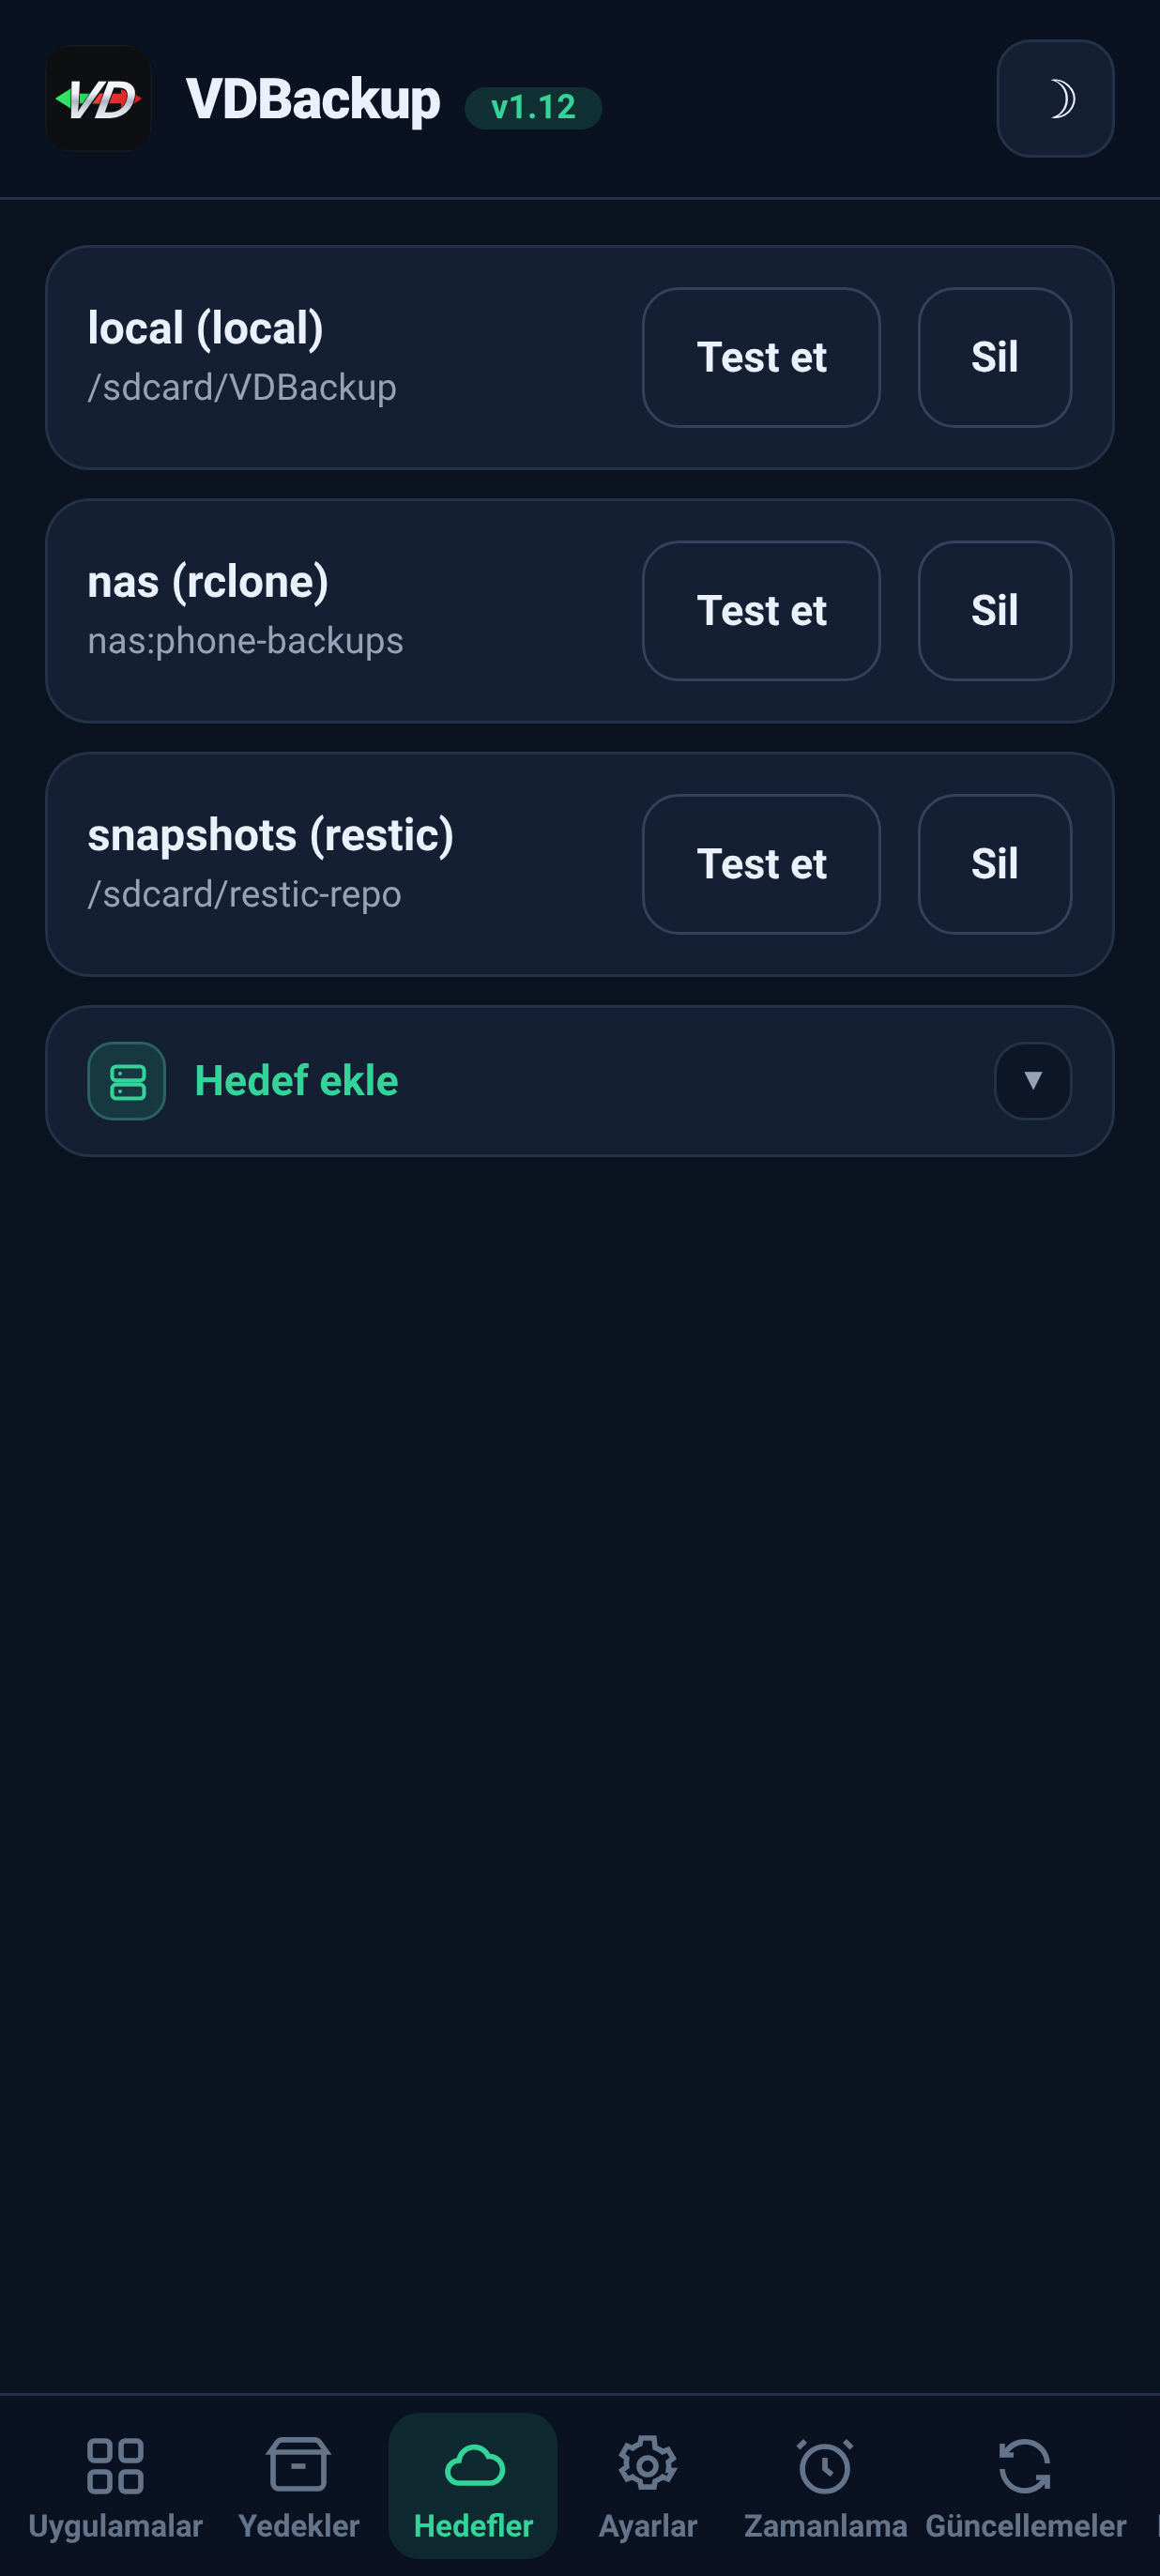 VD
VDBackup v1.12
local (local)
/sdcard/VDBackup
Test et
Sil
nas (rclone)
nas:phone-backups
Test et
Sil
snapshots (restic)
/sdcard/restic-repo
Test et
Sil
Hedef ekle
Uygulamalar
Yedekler
Hedefler
Ayarlar
Zamanlama
Güncellemeler